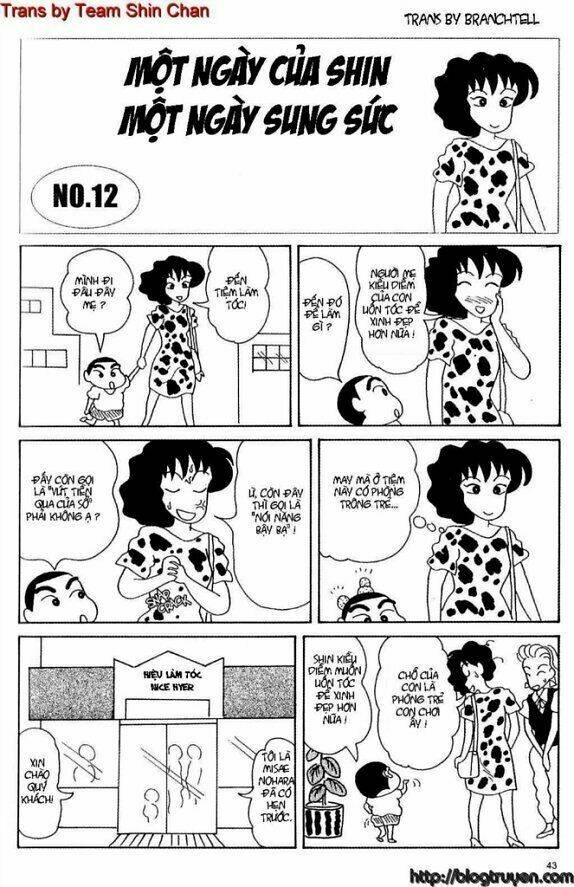 Trans by Team Shin Chan
TRANS BY BRANCHTELL
MỘT NGÀY CỦA SHIN
MỘT NGÀY SUNG SỨC
NO.12
MÌNH ĐI
ĐÂU ĐÂY
MẸ ?
ĐẾN
TIỆM LÀM
TÓC!
ĐẾN ĐÓ
ĐỂ LÀM
GÌ ?
NGƯỜI MẸ
KIỀU DIỄM
CỦA CON
UỐN TÓC ĐỂ
XINH ĐẸP
HƠN NỮA !
ĐẤY CÒN GỌI
LÀ "VỨT TIỀN
QUA CỬA SỔ"
PHẢI KHÔNG Ạ ?
Ừ, CÒN ĐÂY
THÌ GỌI LÀ
"NÓI NĂNG
BẬY BẠ" !
MAY MÀ Ở TIỆM
NÀY CÓ PHÒNG
TRÔNG TRẺ...
HIỆU LÀM TÓC
NICE HYER
XIN
CHÀO
QUÝ
KHÁCH!
TÔI LÀ
MISAE
NOHARA
ĐÃ CÓ
HẸN
TRƯỚC.
SHIN KIỀU
DIỄM MUỐN
UỐN TÓC
ĐỂ XINH
ĐẸP HƠN
NỮA !
CHỖ CỦA
CON LÀ
PHÒNG TRẺ
CON CHƠI
ẤY !
43
http://blogtruyen.com